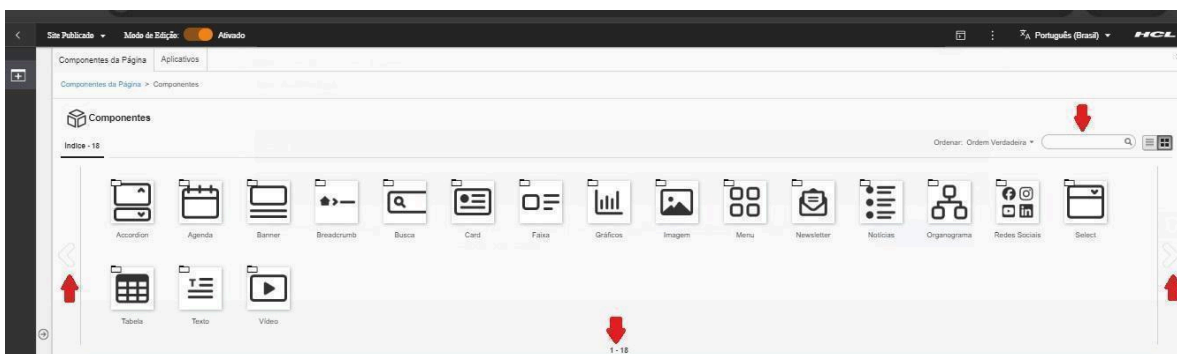 Site Publicado Modo de Edição: Ativado Português (Brasil) HCL
Componentes da Página Aplicativos
Componentes da Página > Componentes
Componentes
Indice - 18 Ordenar: Ordem Verdadeira
Accordion Agenda Banner Breadcrumb Busca Card Faixa Gráficos Imagem Menu Newsletter Notícias Organograma Redes Sociais Select
Tabela Texto Vídeo
1 - 18